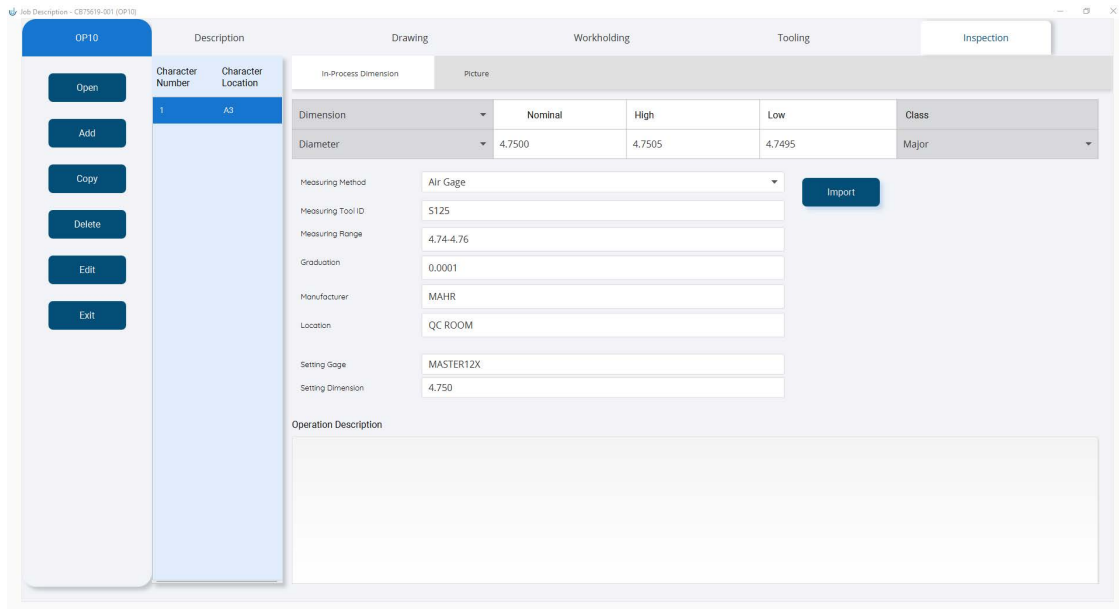 Job Description - CB75619-001 (OP10)
OP10
Description
Drawing
Workholding
Tooling
Inspection
Open
Add
Copy
Delete
Edit
Exit
Character Number
Character Location
1
A3
In-Process Dimension
Picture
Dimension
Nominal
High
Low
Class
Diameter
4.7500
4.7505
4.7495
Major
Measuring Method
Air Gage
Import
Measuring Tool ID
S125
Measuring Range
4.74-4.76
Graduation
0.0001
Manufacturer
MAHR
Location
QC ROOM
Setting Gage
MASTER12X
Setting Dimension
4.750
Operation Description